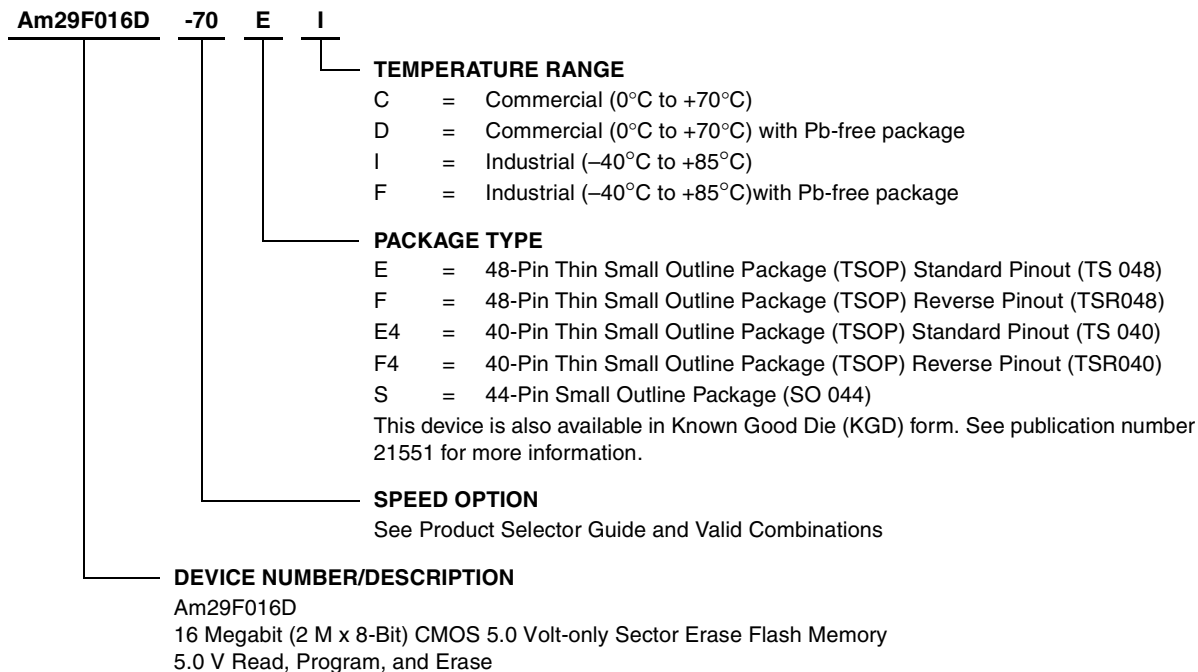 Am29F016D -70 E I
TEMPERATURE RANGE
C = Commercial (0°C to +70°C)
D = Commercial (0°C to +70°C) with Pb-free package
I = Industrial (–40°C to +85°C)
F = Industrial (–40°C to +85°C)with Pb-free package
PACKAGE TYPE
E = 48-Pin Thin Small Outline Package (TSOP) Standard Pinout (TS 048)
F = 48-Pin Thin Small Outline Package (TSOP) Reverse Pinout (TSR048)
E4 = 40-Pin Thin Small Outline Package (TSOP) Standard Pinout (TS 040)
F4 = 40-Pin Thin Small Outline Package (TSOP) Reverse Pinout (TSR040)
S = 44-Pin Small Outline Package (SO 044)
This device is also available in Known Good Die (KGD) form. See publication number
21551 for more information.
SPEED OPTION
See Product Selector Guide and Valid Combinations
DEVICE NUMBER/DESCRIPTION
Am29F016D
16 Megabit (2 M x 8-Bit) CMOS 5.0 Volt-only Sector Erase Flash Memory
5.0 V Read, Program, and Erase